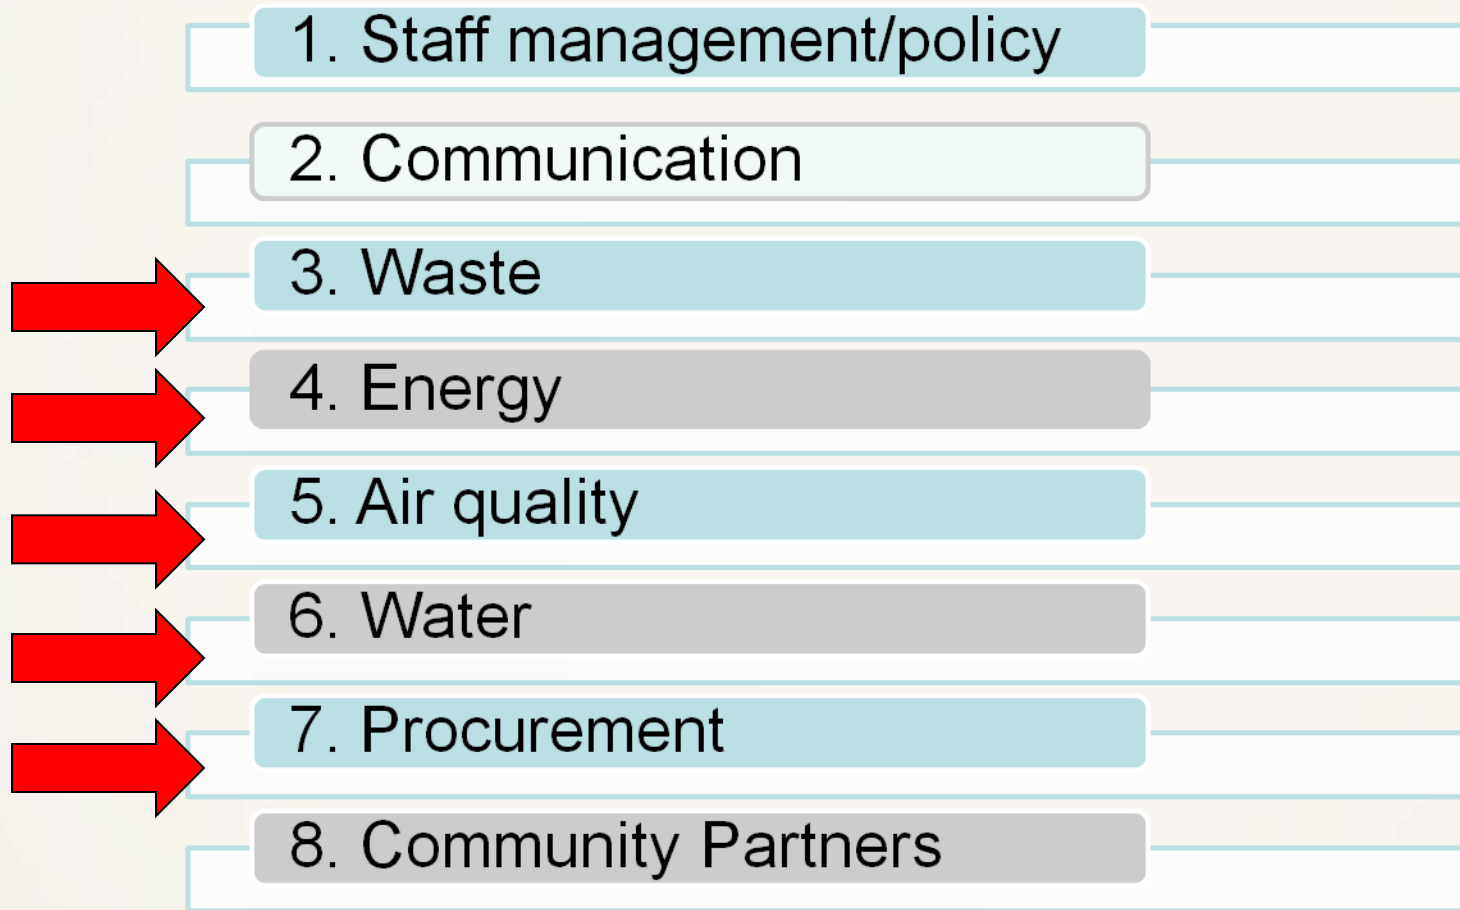 1. Staff management/policy
2. Communication
3. Waste
4. Energy
5. Air quality
6. Water
7. Procurement
8. Community Partners